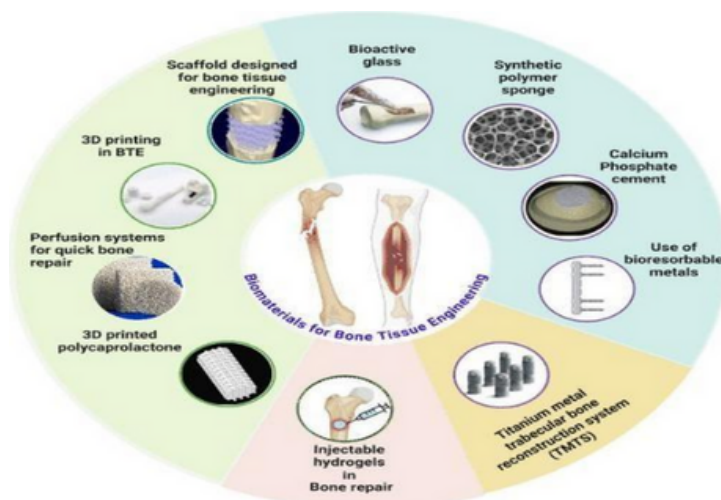 Scaffold designed
for bone tissue
engineering
Bioactive
glass
Synthetic
polymer
sponge
3D printing
in BTE
Calcium
Phosphate
cement
Perfusion systems
for quick bone
repair
Use of
bioresorbable
metals
Biomaterials for Bone Tissue Engineering
3D printed
polycaprolactone
Injectable
hydrogels
in
Bone repair
Titanium metal
trabecular bone
reconstruction system
(TMTS)